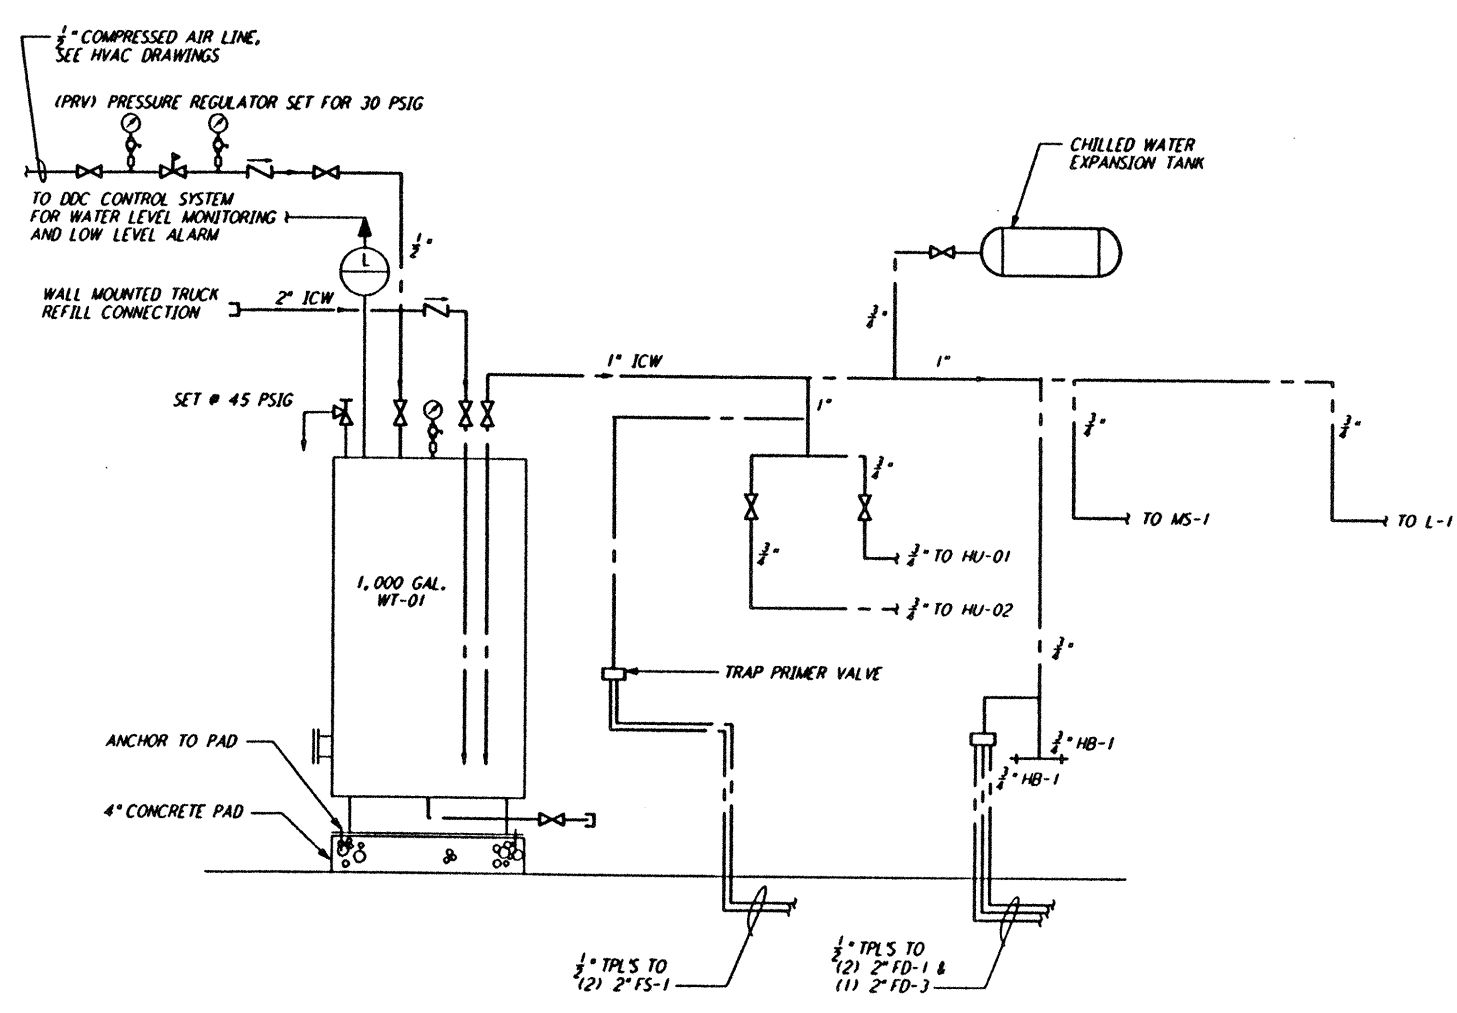 1/2" COMPRESSED AIR LINE,
SEE HVAC DRAWINGS
(PRV) PRESSURE REGULATOR SET FOR 30 PSIG
TO DDC CONTROL SYSTEM
FOR WATER LEVEL MONITORING
AND LOW LEVEL ALARM
1/2"
L
WALL MOUNTED TRUCK
REFILL CONNECTION
2" ICW
SET @ 45 PSIG
CHILLED WATER
EXPANSION TANK
3/4"
1" ICW
1"
1"
3/4"
3/4"
3/4"
TO MS-1
TO L-1
3/4"
3/4" TO HU-01
3/4" TO HU-02
1,000 GAL.
WT-01
3/4"
TRAP PRIMER VALVE
3/4" HB-1
3/4" HB-1
ANCHOR TO PAD
4" CONCRETE PAD
1/2" TPL'S TO
(2) 2" FS-1
1/2" TPL'S TO
(2) 2" FD-1 &
(1) 2" FD-3